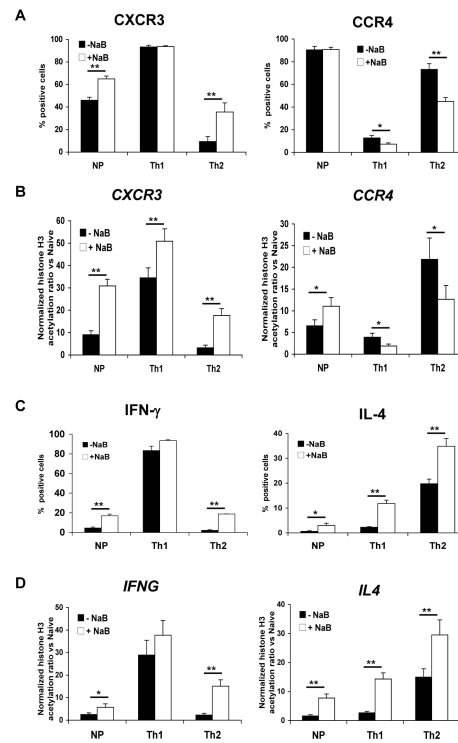 A
CXCR3
CCR4
-NaB
+NaB
-NaB
+NaB
% positive cells
100
80
60
40
20
0
**
**
NP
Th1
Th2
% positive cells
100
80
60
40
20
0
*
**
NP
Th1
Th2
B
CXCR3
CCR4
- NaB
+ NaB
- NaB
+ NaB
Normalized histone H3
acetylation ratio vs Naive
60
50
40
30
20
10
0
**
**
**
NP
Th1
Th2
Normalized histone H3
acetylation ratio vs Naive
25
20
15
10
5
0
*
*
*
NP
Th1
Th2
C
IFN-γ
IL-4
-NaB
+NaB
-NaB
+NaB
% positive cells
100
80
60
40
20
0
**
**
NP
Th1
Th2
% positive cells
40
30
20
10
0
*
**
**
NP
Th1
Th2
D
IFNG
IL4
- NaB
+ NaB
- NaB
+ NaB
Normalized histone H3
acetylation ratio vs Naive
50
40
30
20
10
0
*
**
NP
Th1
Th2
Normalized histone H3
acetylation ratio vs Naive
40
30
20
10
0
**
**
**
NP
Th1
Th2